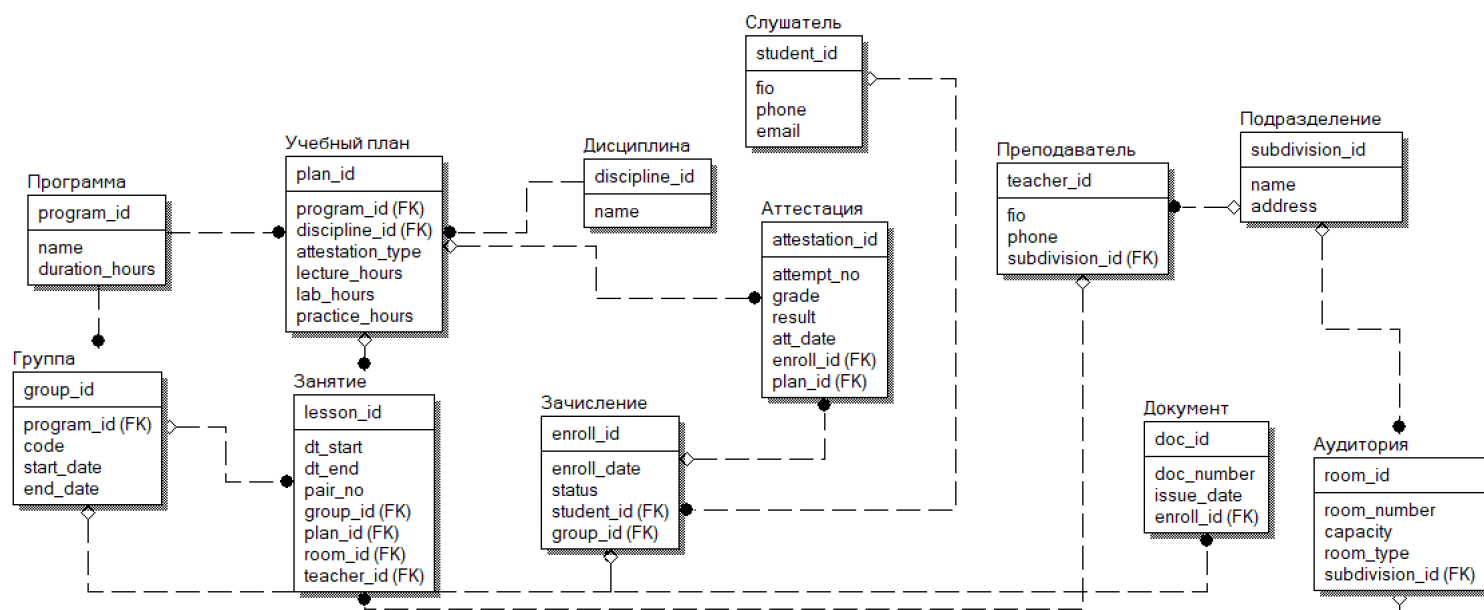 Слушатель
student_id
fio
phone
email
Учебный план
plan_id
program_id (FK)
discipline_id (FK)
attestation_type
lecture_hours
lab_hours
practice_hours
Дисциплина
discipline_id
name
Подразделение
subdivision_id
name
address
Преподаватель
teacher_id
fio
phone
subdivision_id (FK)
Программа
program_id
name
duration_hours
Аттестация
attestation_id
attempt_no
grade
result
att_date
enroll_id (FK)
plan_id (FK)
Группа
group_id
program_id (FK)
code
start_date
end_date
Занятие
lesson_id
dt_start
dt_end
pair_no
group_id (FK)
plan_id (FK)
room_id (FK)
teacher_id (FK)
Зачисление
enroll_id
enroll_date
status
student_id (FK)
group_id (FK)
Документ
doc_id
doc_number
issue_date
enroll_id (FK)
Аудитория
room_id
room_number
capacity
room_type
subdivision_id (FK)